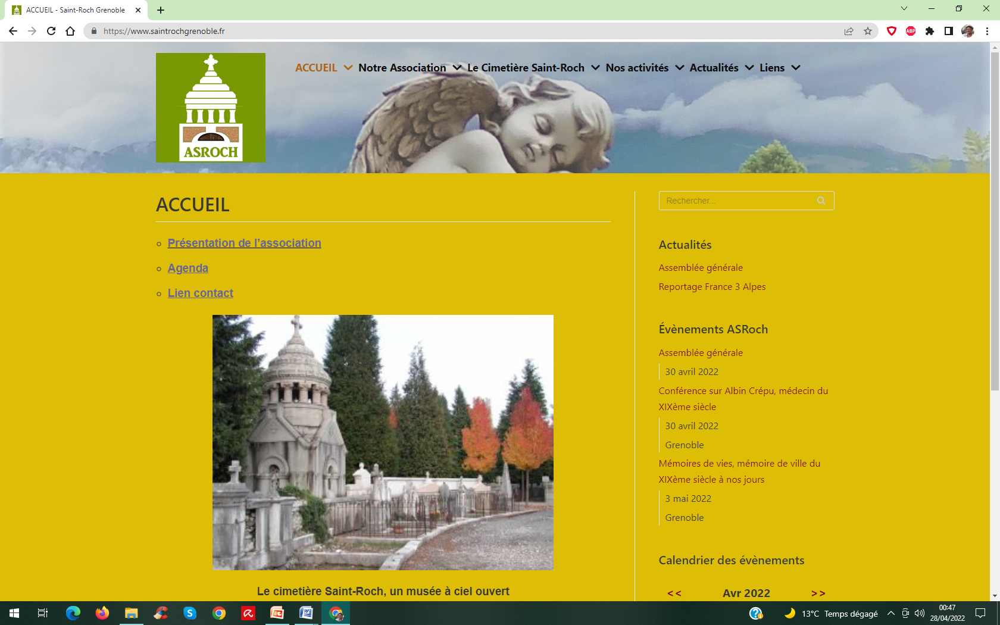 ACCUEIL - Saint-Roch Grenoble
https://www.saintrochgrenoble.fr
ABP
ASROCH
ACCUEIL Notre Association Le Cimetière Saint-Roch Nos activités Actualités Liens
ACCUEIL
Présentation de l'association
Agenda
Lien contact
Le cimetière Saint-Roch, un musée à ciel ouvert
Rechercher...
Actualités
Assemblée générale
Reportage France 3 Alpes
Évènements ASRoch
Assemblée générale
30 avril 2022
Conférence sur Albin Crépu, médecin du
XIXème siècle
30 avril 2022
Grenoble
Mémoires de vies, mémoire de ville du
XIXème siècle à nos jours
3 mai 2022
Grenoble
Calendrier des évènements
<< Avr 2022 >>
13°C Temps dégagé
00:47
28/04/2022